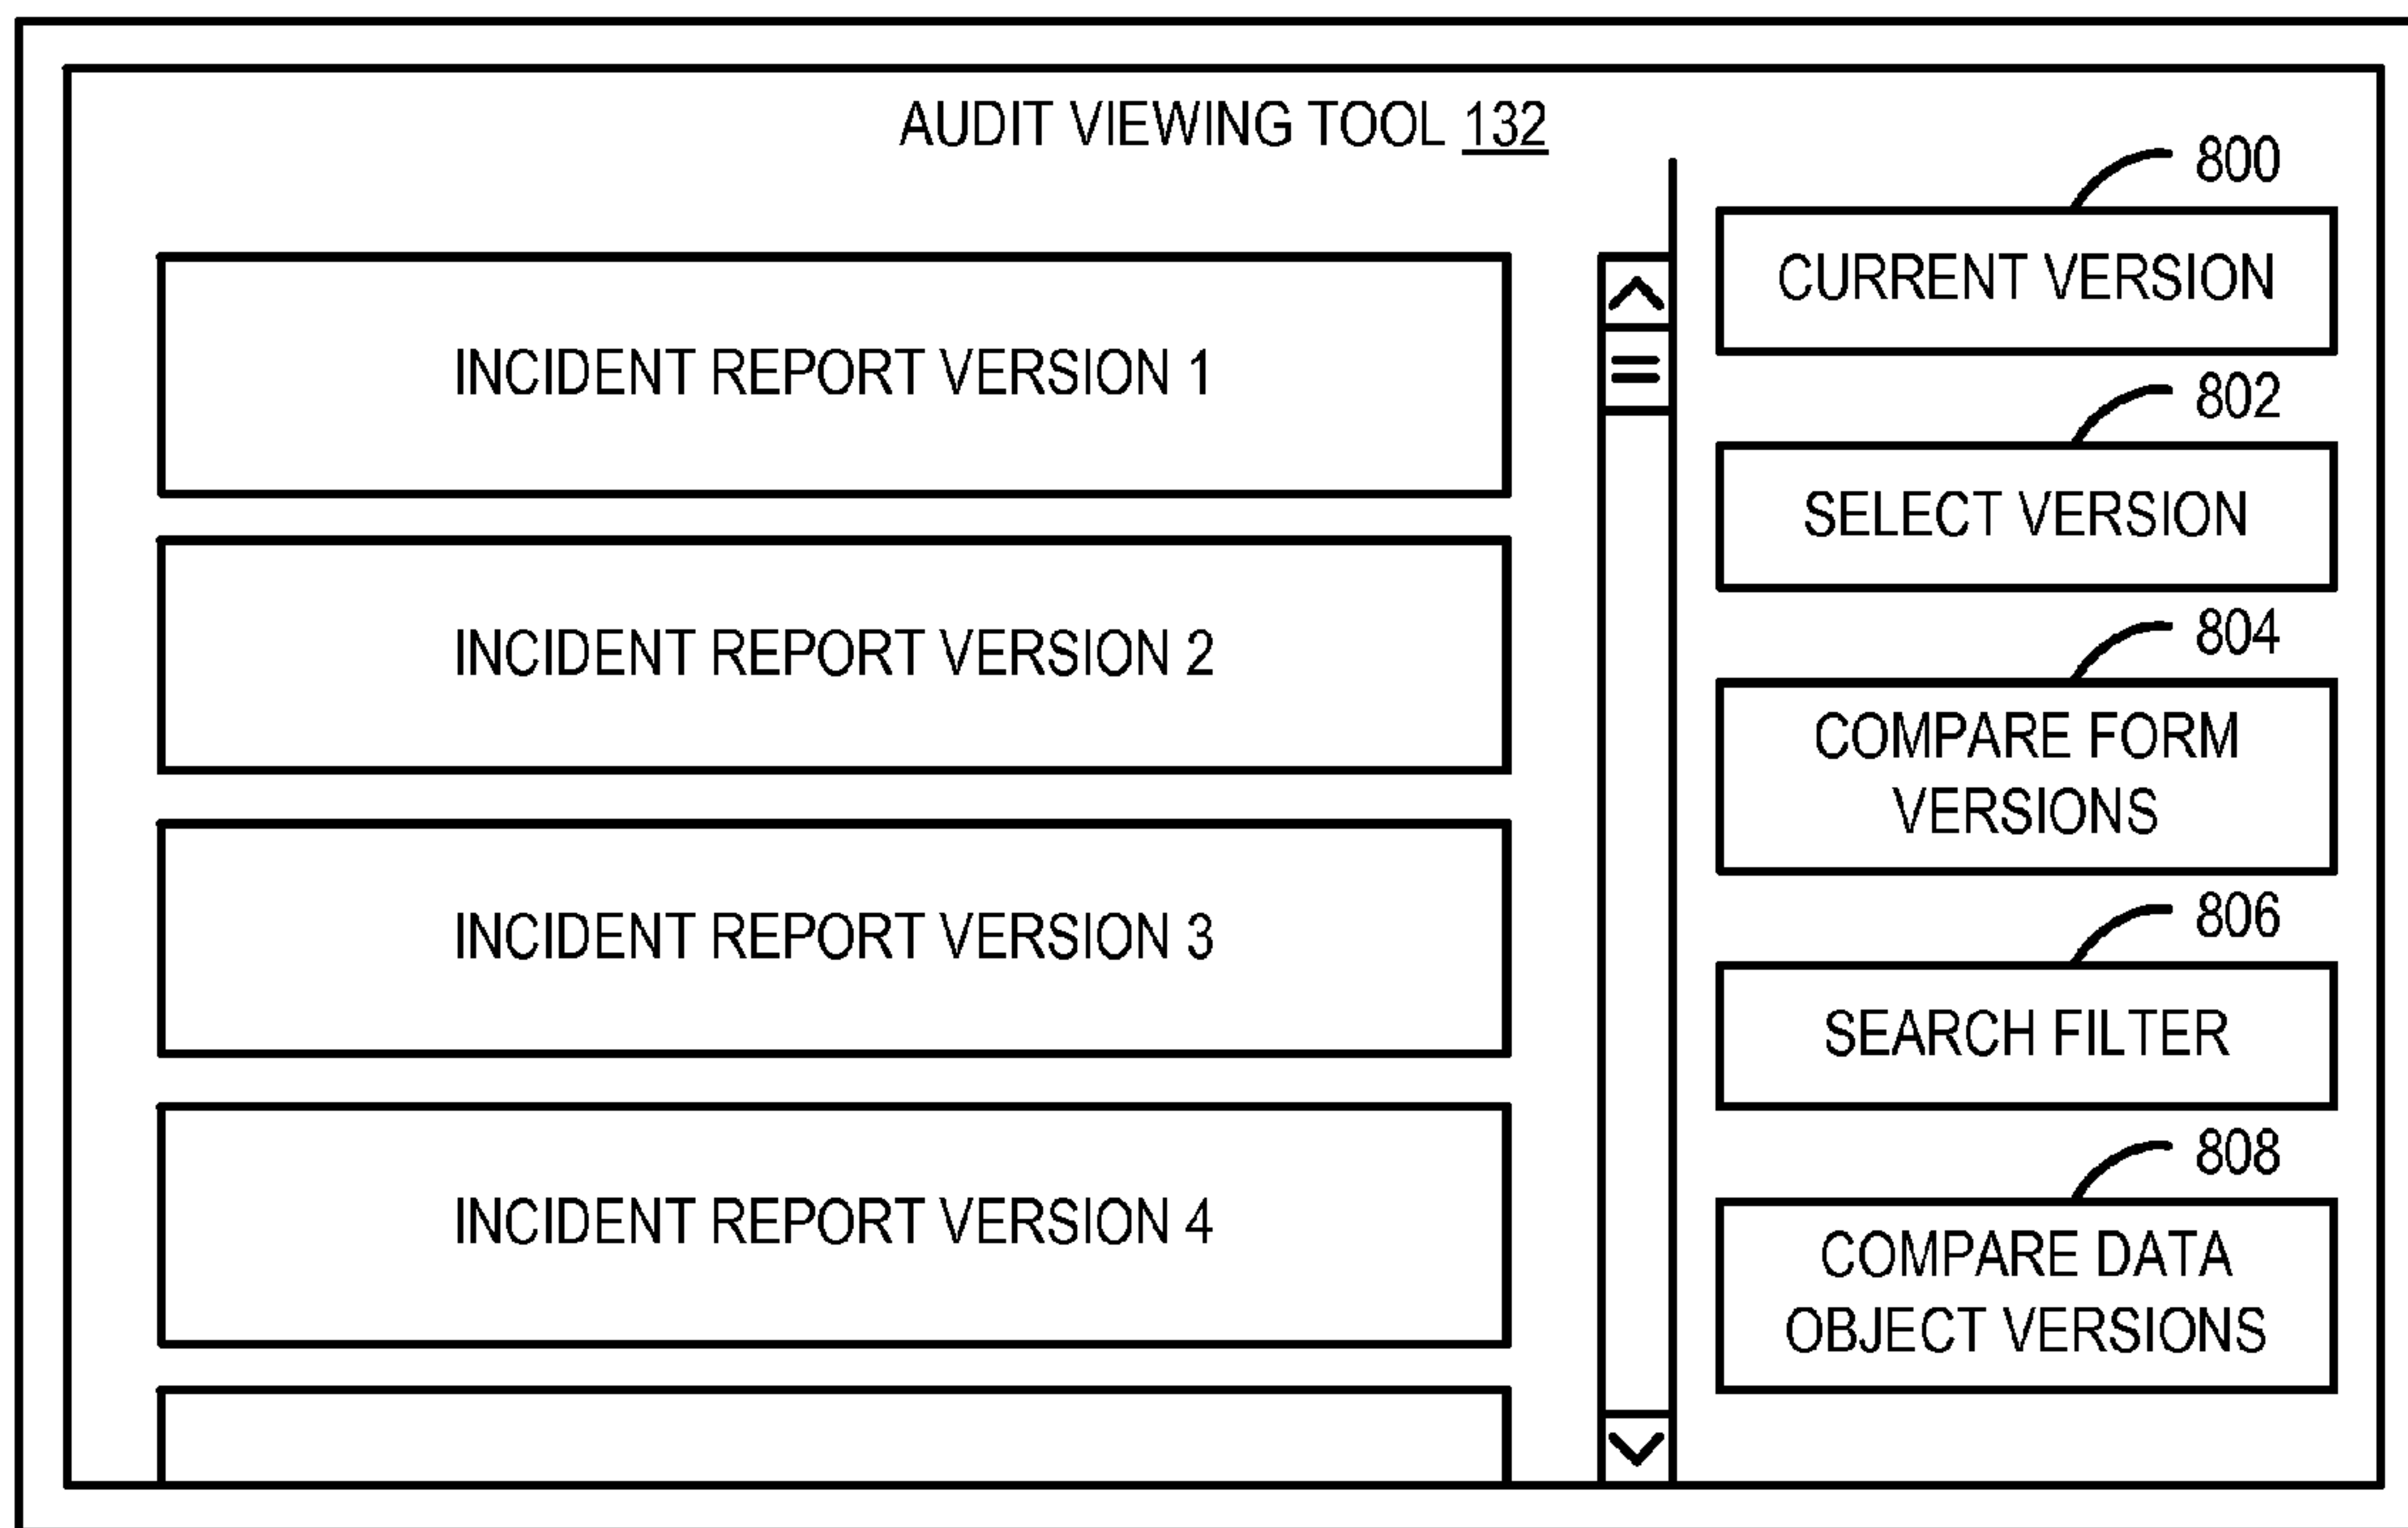 AUDIT VIEWING TOOL 132
INCIDENT REPORT VERSION 1
INCIDENT REPORT VERSION 2
INCIDENT REPORT VERSION 3
INCIDENT REPORT VERSION 4
800
CURRENT VERSION
802
SELECT VERSION
804
COMPARE FORM
VERSIONS
806
SEARCH FILTER
808
COMPARE DATA
OBJECT VERSIONS